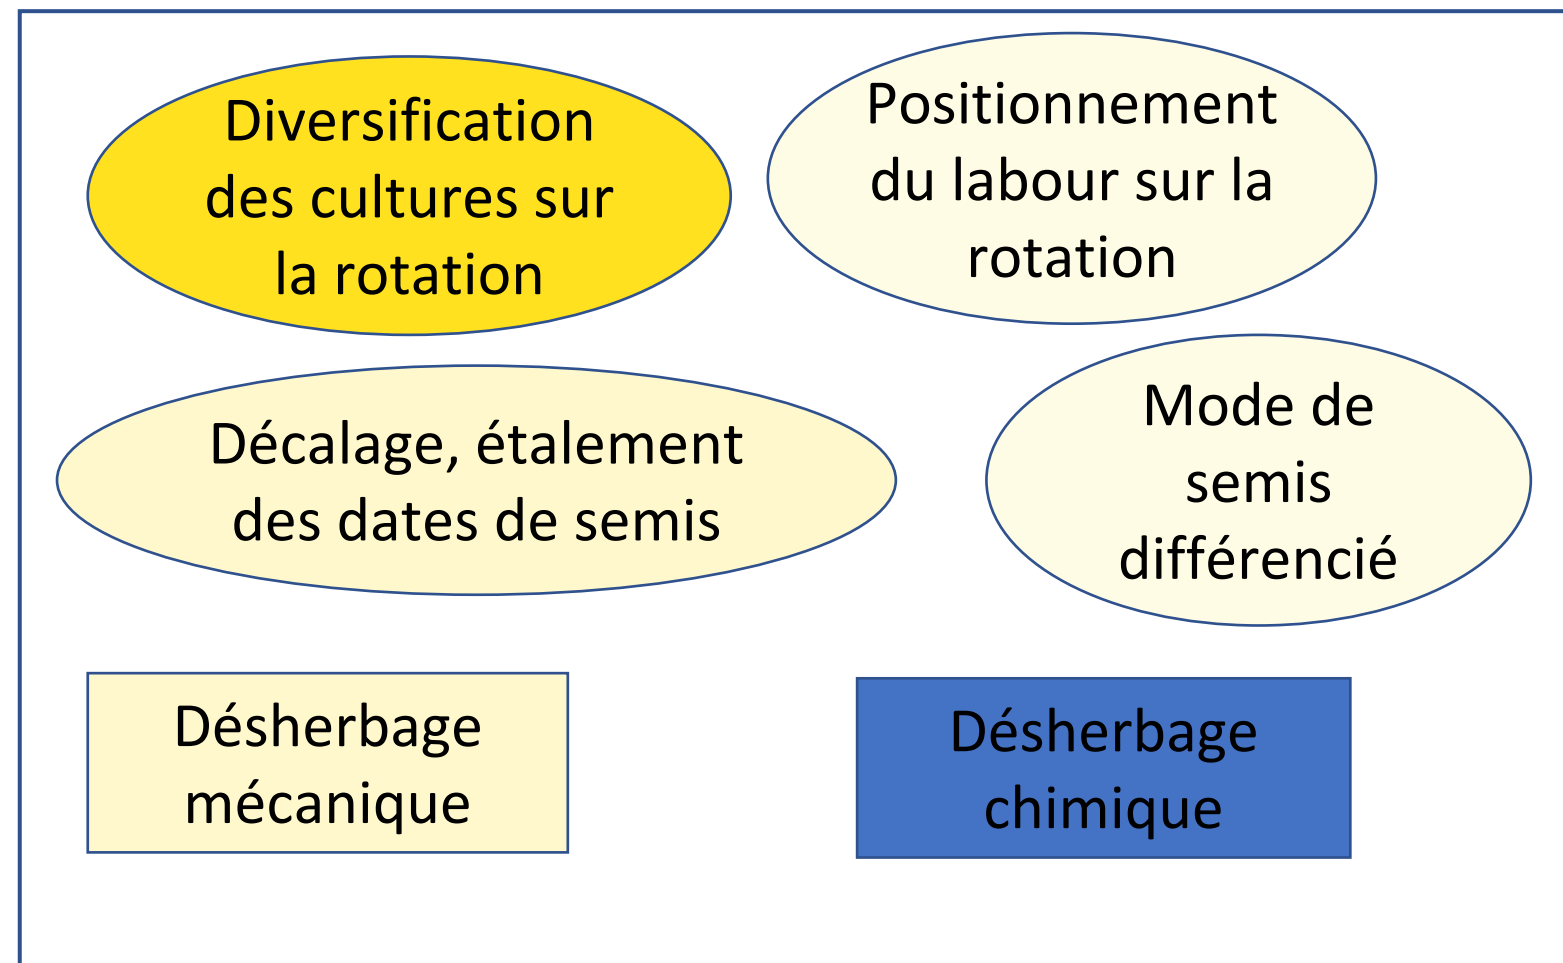 Diversification
des cultures sur
la rotation
Positionnement
du labour sur la
rotation
Décalage, étalement
des dates de semis
Mode de
semis
différencié
Désherbage
mécanique
Désherbage
chimique